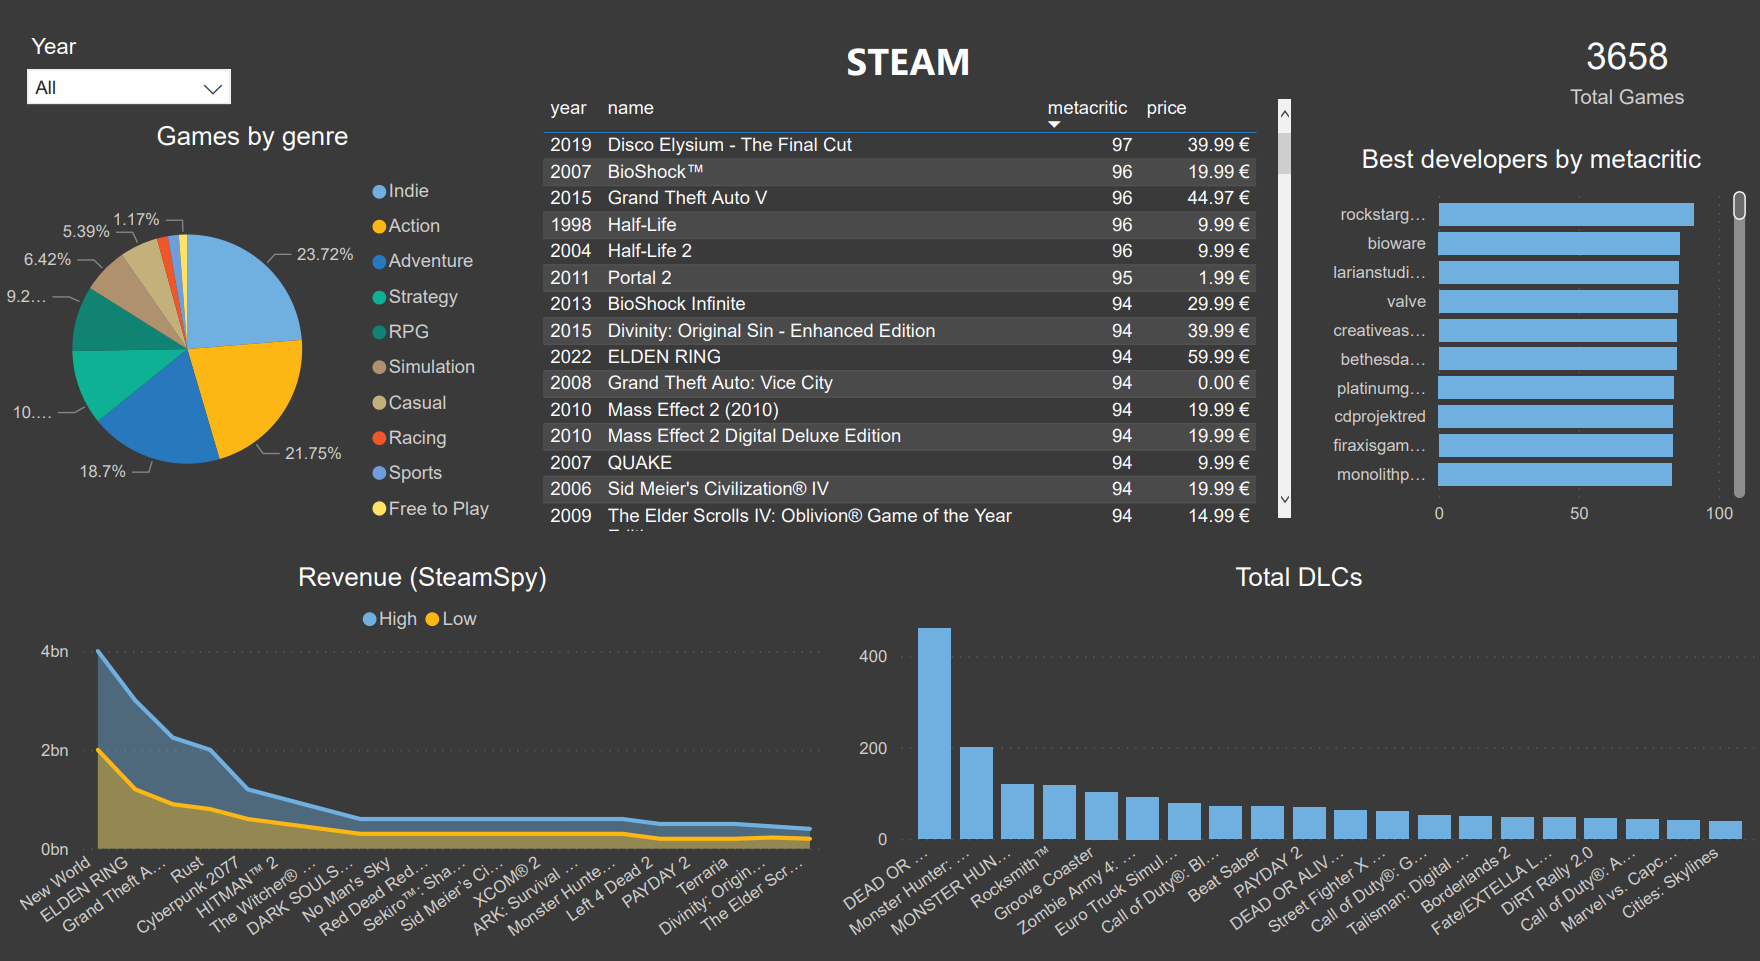 Year
All
STEAM
3658
Total Games
Games by genre
Indie
Action
Adventure
Strategy
RPG
Simulation
Casual
Racing
Sports
Free to Play
1.17%
5.39%
6.42%
9.2…
10.…
18.7%
21.75%
23.72%
year name metacritic price
2019 Disco Elysium - The Final Cut 97 39.99 €
2007 BioShock™ 96 19.99 €
2015 Grand Theft Auto V 96 44.97 €
1998 Half-Life 96 9.99 €
2004 Half-Life 2 96 9.99 €
2011 Portal 2 95 1.99 €
2013 BioShock Infinite 94 29.99 €
2015 Divinity: Original Sin - Enhanced Edition 94 39.99 €
2022 ELDEN RING 94 59.99 €
2008 Grand Theft Auto: Vice City 94 0.00 €
2010 Mass Effect 2 (2010) 94 19.99 €
2010 Mass Effect 2 Digital Deluxe Edition 94 19.99 €
2007 QUAKE 94 9.99 €
2006 Sid Meier's Civilization® IV 94 19.99 €
2009 The Elder Scrolls IV: Oblivion® Game of the Year 94 14.99 €
Best developers by metacritic
rockstarg…
bioware
larianstudi…
valve
creativeas…
bethesda…
platinumg…
cdprojektred
firaxisgam…
monolithp…
0 50 100
Revenue (SteamSpy)
High Low
4bn
2bn
0bn
New World
ELDEN RING
Grand Theft A…
Rust
Cyberpunk 2077
HITMAN™ 2
The Witcher® …
DARK SOULS…
No Man's Sky
Red Dead Red…
Sekiro™: Sha…
Sid Meier's Ci…
XCOM® 2
ARK: Survival …
Monster Hunte…
Left 4 Dead 2
PAYDAY 2
Terraria
Divinity: Origin…
The Elder Scr…
Total DLCs
400
200
0
DEAD OR …
Monster Hunter: …
MONSTER HUN…
Rocksmith™
Groove Coaster
Zombie Army 4: …
Euro Truck Simul…
Call of Duty®: Bl…
Beat Saber
PAYDAY 2
DEAD OR ALIV…
Street Fighter X …
Call of Duty®: G…
Talisman: Digital …
Borderlands 2
Fate/EXTELLA L…
DiRT Rally 2.0
Call of Duty®: A…
Marvel vs. Capc…
Cities: Skylines